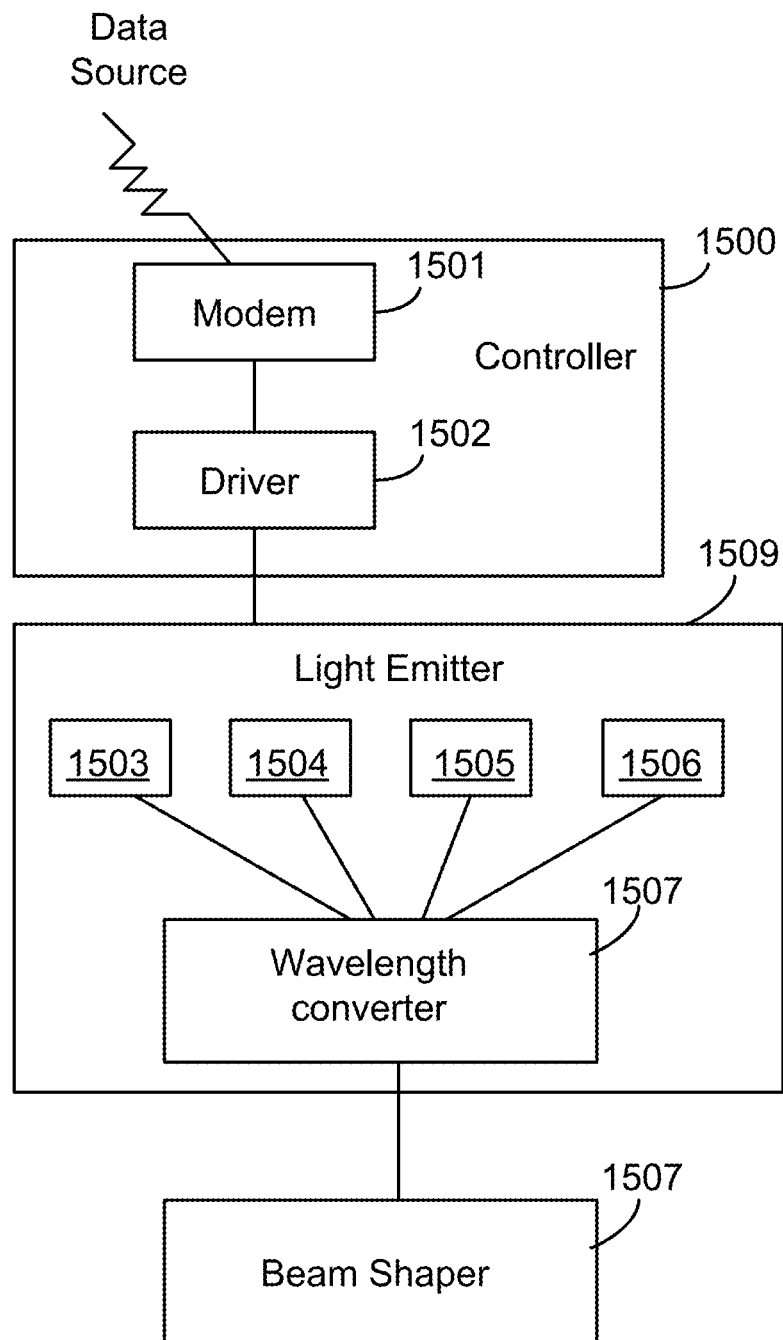 Data
Source
1500
1501
Modem
Controller
1502
Driver
1509
Light Emitter
1503 1504 1505 1506
1507
Wavelength
converter
1507
Beam Shaper